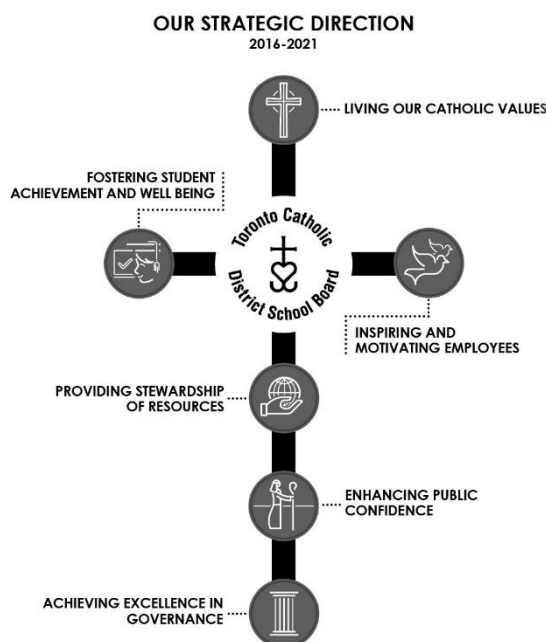 OUR STRATEGIC DIRECTION
2016-2021
LIVING OUR CATHOLIC VALUES
FOSTERING STUDENT
ACHIEVEMENT AND WELL BEING
Toronto Catholic
District School Board
INSPIRING AND
MOTIVATING EMPLOYEES
PROVIDING STEWARDSHIP
OF RESOURCES
ENHANCING PUBLIC
CONFIDENCE
ACHIEVING EXCELLENCE IN
GOVERNANCE